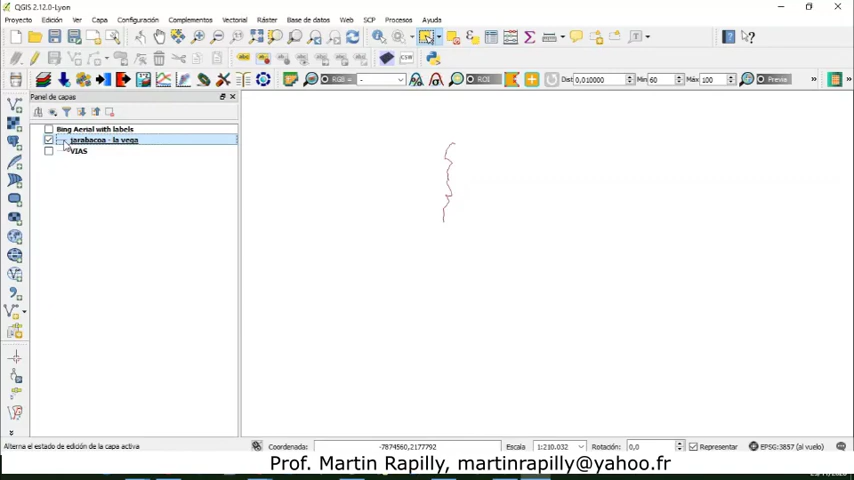 QGIS 2.12.0-Lyon
Proyecto Edición Ver Capa Configuración Complementos Vectorial Ráster Base de datos Web SCP Procesos Ayuda
RGB = - ROI Dist 0,010000 Min 60 Máx 100 Previa
Panel de capas
Bing Aerial with labels
jarabacoa - la vega
VIAS
Alterna el estado de edición de la capa activa Coordenada: -7874560,2177792 Escala 1:210.032 Rotación: 0,0 Representar EPSG:3857 (al vuelo)
Prof. Martin Rapilly, martinrapilly@yahoo.fr